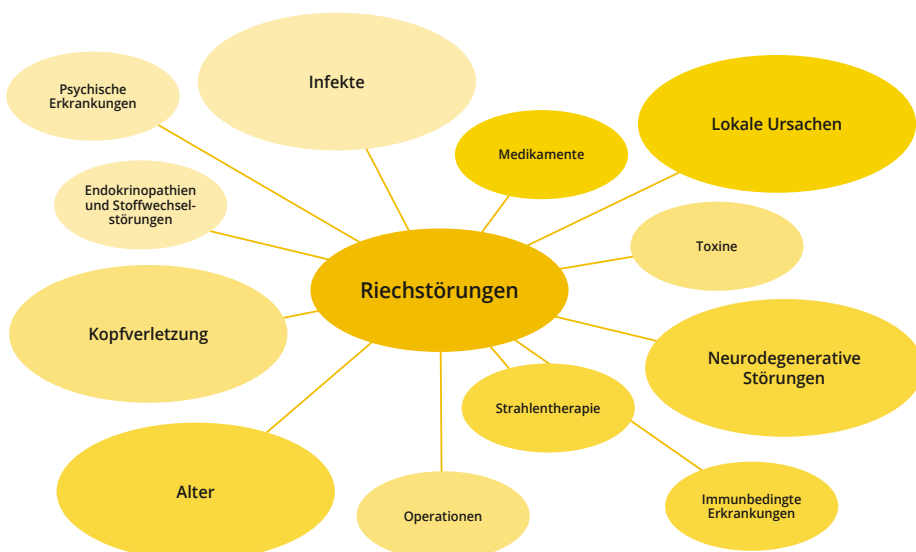 Psychische
Erkrankungen
Infekte
Medikamente
Lokale Ursachen
Endokrinopathien
und Stoffwechsel-
störungen
Toxine
Riechstörungen
Kopfverletzung
Neurodegenerative
Störungen
Strahlentherapie
Alter
Operationen
Immunbedingte
Erkrankungen